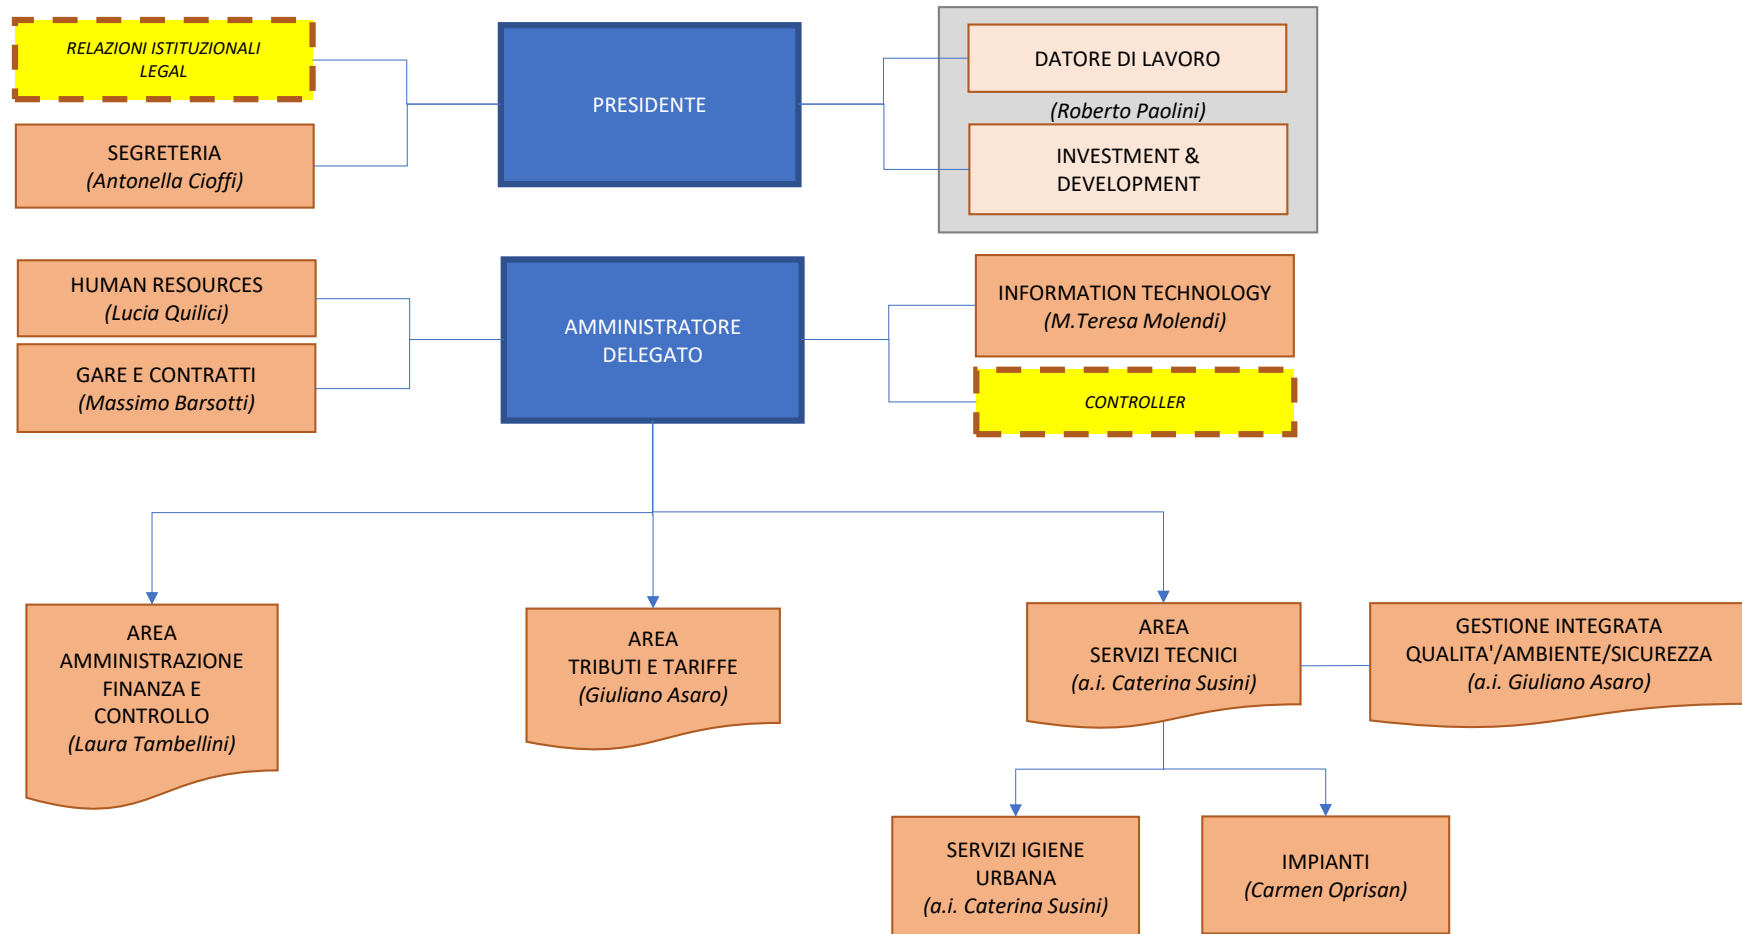 RELAZIONI ISTITUZIONALI
LEGAL
SEGRETERIA
(Antonella Cioffi)
PRESIDENTE
DATORE DI LAVORO
(Roberto Paolini)
INVESTMENT &
DEVELOPMENT
HUMAN RESOURCES
(Lucia Quilici)
GARE E CONTRATTI
(Massimo Barsotti)
AMMINISTRATORE
DELEGATO
INFORMATION TECHNOLOGY
(M.Teresa Molendi)
CONTROLLER
AREA
AMMINISTRAZIONE
FINANZA E
CONTROLLO
(Laura Tambellini)
AREA
TRIBUTI E TARIFFE
(Giuliano Asaro)
AREA
SERVIZI TECNICI
(a.i. Caterina Susini)
GESTIONE INTEGRATA
QUALITA'/AMBIENTE/SICUREZZA
(a.i. Giuliano Asaro)
SERVIZI IGIENE
URBANA
(a.i. Caterina Susini)
IMPIANTI
(Carmen Oprisan)